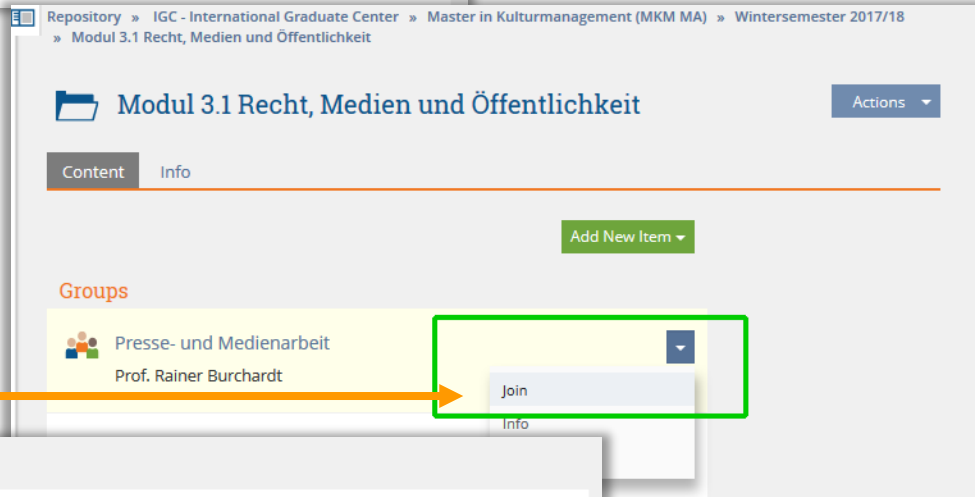 Repository » IGC - International Graduate Center » Master in Kulturmanagement (MKM MA) » Wintersemester 2017/18
» Modul 3.1 Recht, Medien und Öffentlichkeit
Modul 3.1 Recht, Medien und Öffentlichkeit
Actions
Content Info
Add New Item
Groups
Presse- und Medienarbeit
Prof. Rainer Burchardt
Join
Info